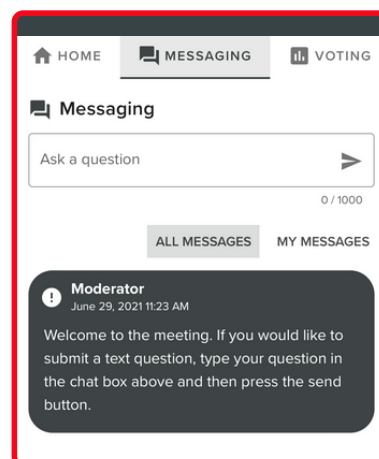 HOME MESSAGING VOTING
Messaging
Ask a question
0 / 1000
ALL MESSAGES MY MESSAGES
Moderator
June 29, 2021 11:23 AM
Welcome to the meeting. If you would like to
submit a text question, type your question in
the chat box above and then press the send
button.